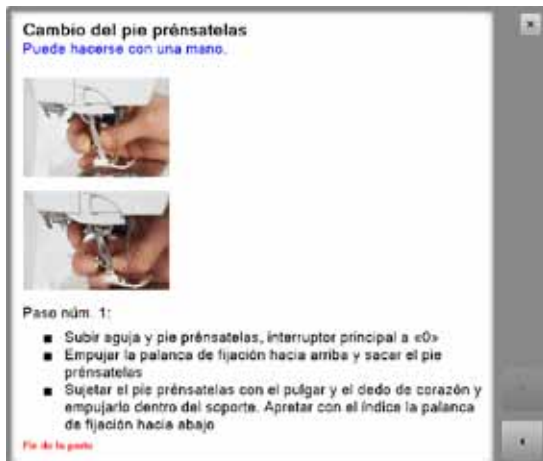 Cambio del pie prénsatelas
Puede hacerse con una mano.
Paso núm. 1:
■ Subir aguja y pie prénsatelas, interruptor principal a «0»
■ Empujar la palanca de fijación hacia arriba y sacar el pie
prénsatelas
■ Sujetar el pie prénsatelas con el pulgar y el dedo de corazón y
empujarlo dentro del soporte. Apretar con el índice la palanca
de fijación hacia abajo
Fin de la